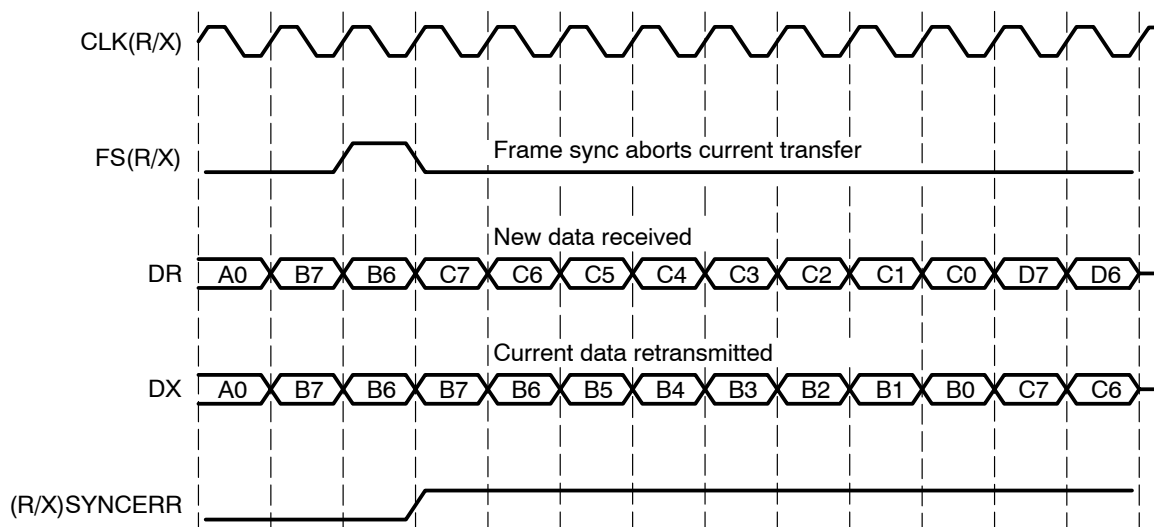 CLK(R/X)
FS(R/X)
Frame sync aborts current transfer
New data received
DR A0 B7 B6 C7 C6 C5 C4 C3 C2 C1 C0 D7 D6
Current data retransmitted
DX A0 B7 B6 B7 B6 B5 B4 B3 B2 B1 B0 C7 C6
(R/X)SYNCERR